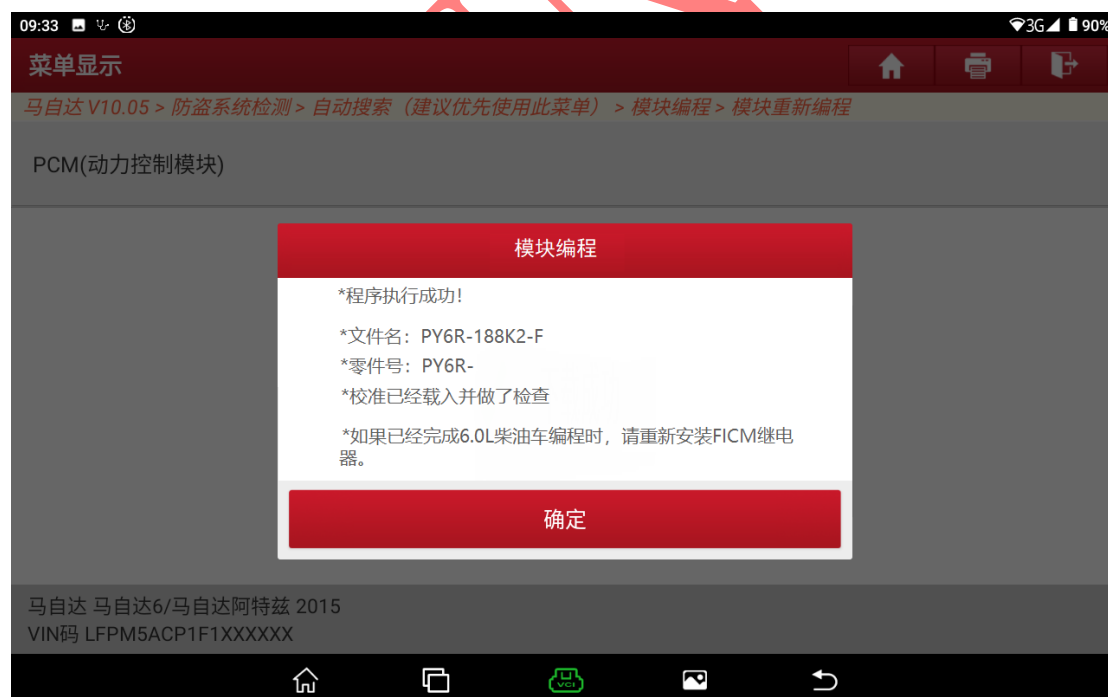 09:33
3G 90%
菜单显示
马自达 V10.05 > 防盗系统检测 > 自动搜索（建议优先使用此菜单） > 模块编程 > 模块重新编程
PCM(动力控制模块)
模块编程
*程序执行成功!
*文件名：PY6R-188K2-F
*零件号：PY6R-
*校准已经载入并做了检查
*如果已经完成6.0L柴油车编程时，请重新安装FICM继电
器。
确定
马自达 马自达6/马自达阿特兹 2015
VIN码 LFPM5ACP1F1XXXXXX
VCI